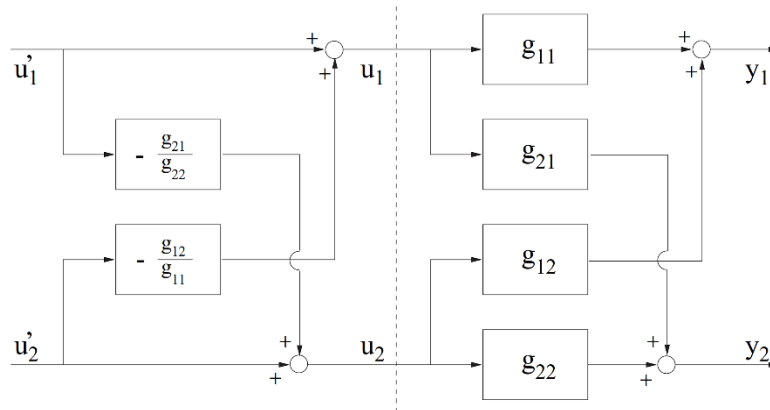 + + g₁₁ + +
u'₁ u₁ y₁
- g₂₁/g₂₂ g₂₁
- g₁₂/g₁₁ g₁₂
u'₂ + + u₂ g₂₂ + + y₂